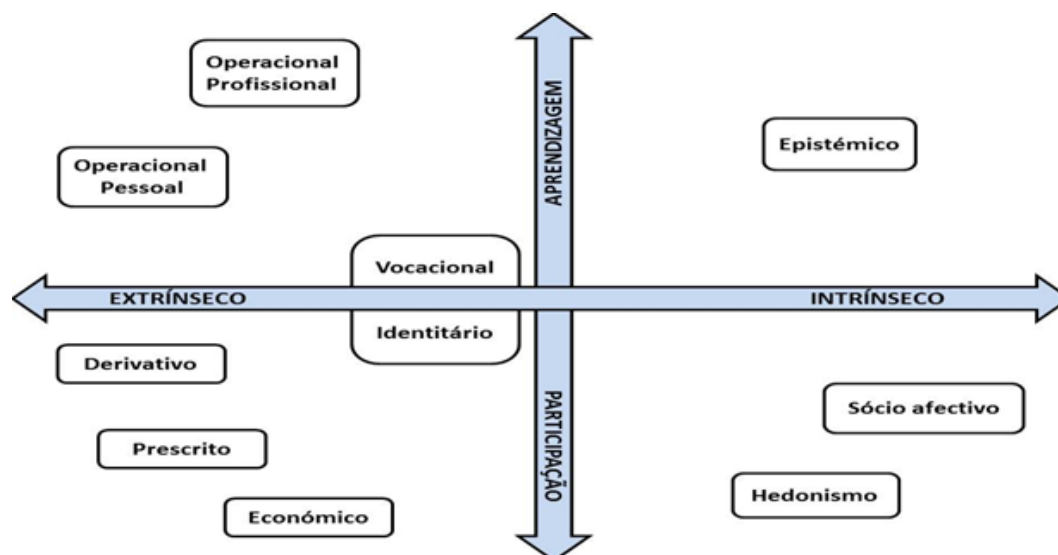 Operacional
Profissional
APRENDIZAGEM
Epistémico
Operacional
Pessoal
Vocacional
EXTRÍNSECO
INTRÍNSECO
Identitário
Derivativo
PARTICIPAÇÃO
Sócio afectivo
Prescrito
Hedonismo
Económico